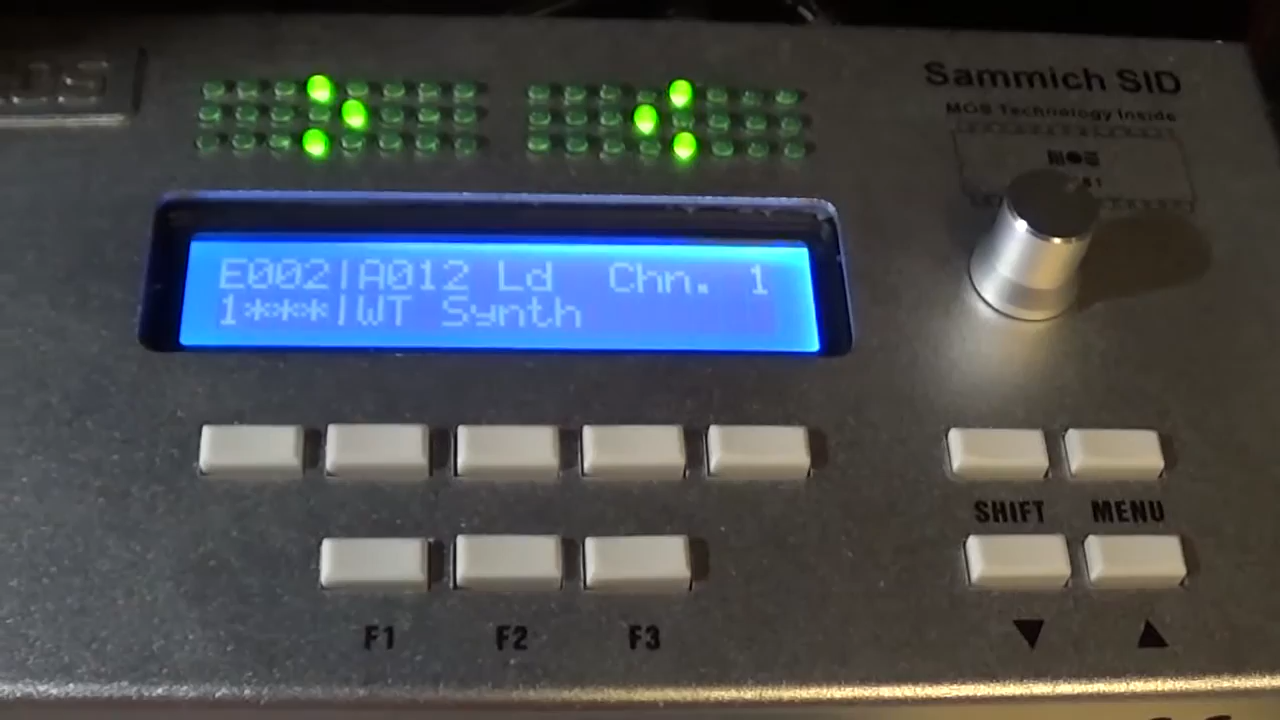 Sammich SID
MOS Technology Inside
E002|A012 Ld  Chn. 1
1***|WT Synth
SHIFT MENU
F1 F2 F3
▼ ▲